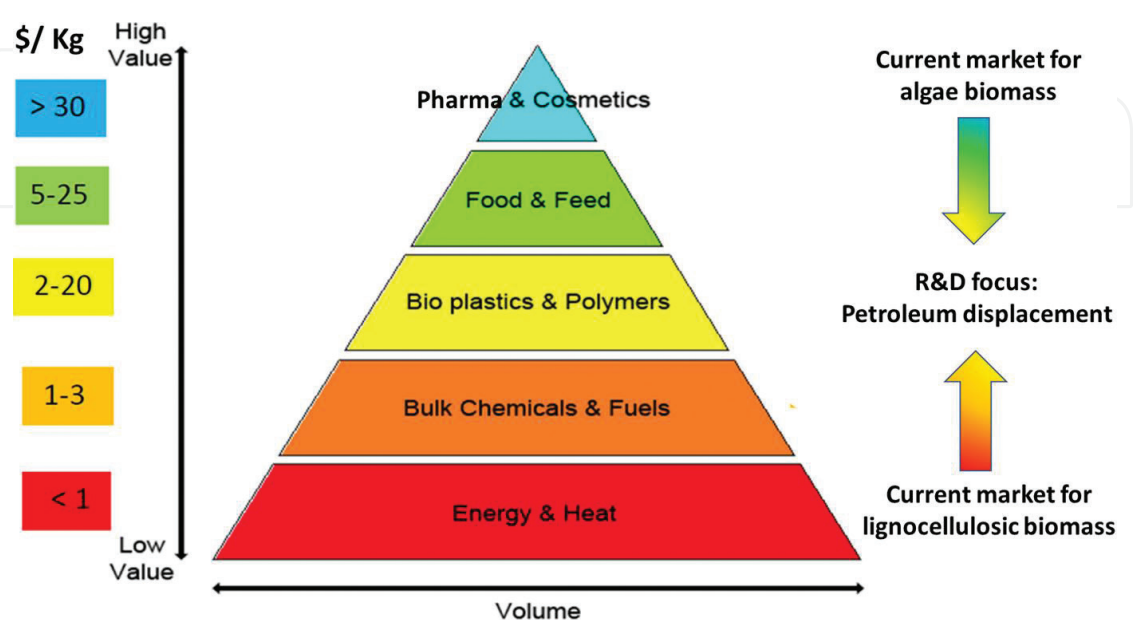 $/ Kg
High
Value
> 30
5-25
2-20
1-3
< 1
Low
Value
Pharma & Cosmetics
Food & Feed
Bio plastics & Polymers
Bulk Chemicals & Fuels
Energy & Heat
Volume
Current market for
algae biomass
R&D focus:
Petroleum displacement
Current market for
lignocellulosic biomass